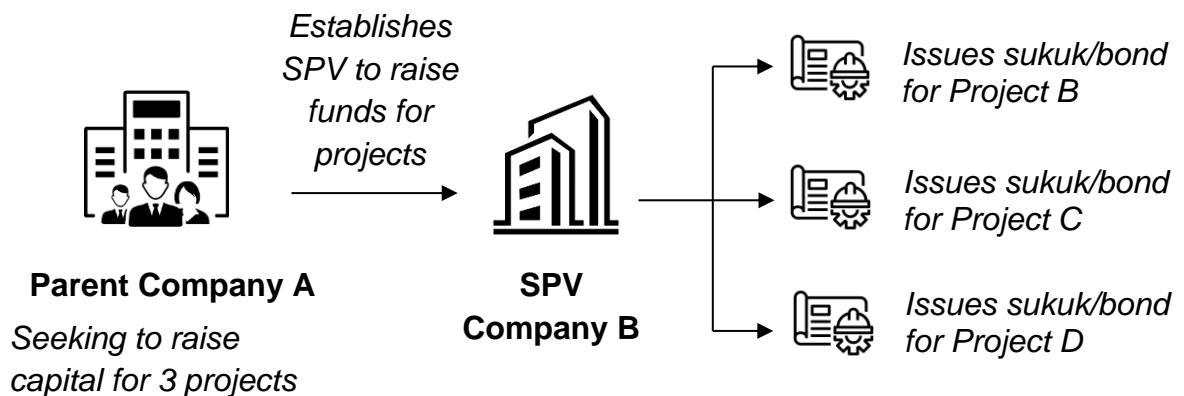 Establishes
SPV to raise
funds for
projects
Parent Company A
Seeking to raise
capital for 3 projects
SPV
Company B
Issues sukuk/bond
for Project B
Issues sukuk/bond
for Project C
Issues sukuk/bond
for Project D